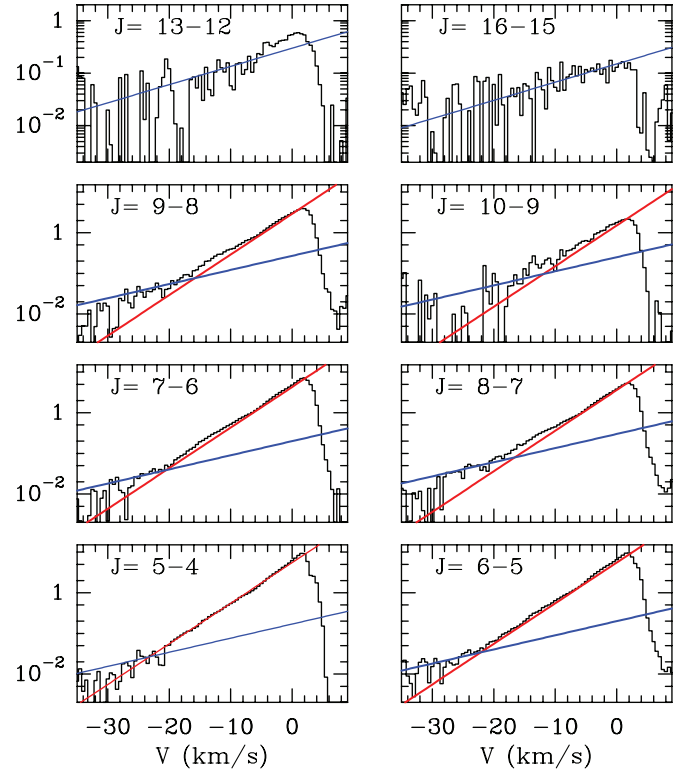 J= 13−12
J= 16−15
1
10⁻¹
10⁻²
J= 9−8
J= 10−9
1
10⁻²
J= 7−6
J= 8−7
1
10⁻²
J= 5−4
J= 6−5
1
10⁻²
−30 −20 −10 0
−30 −20 −10 0
V (km/s)
V (km/s)